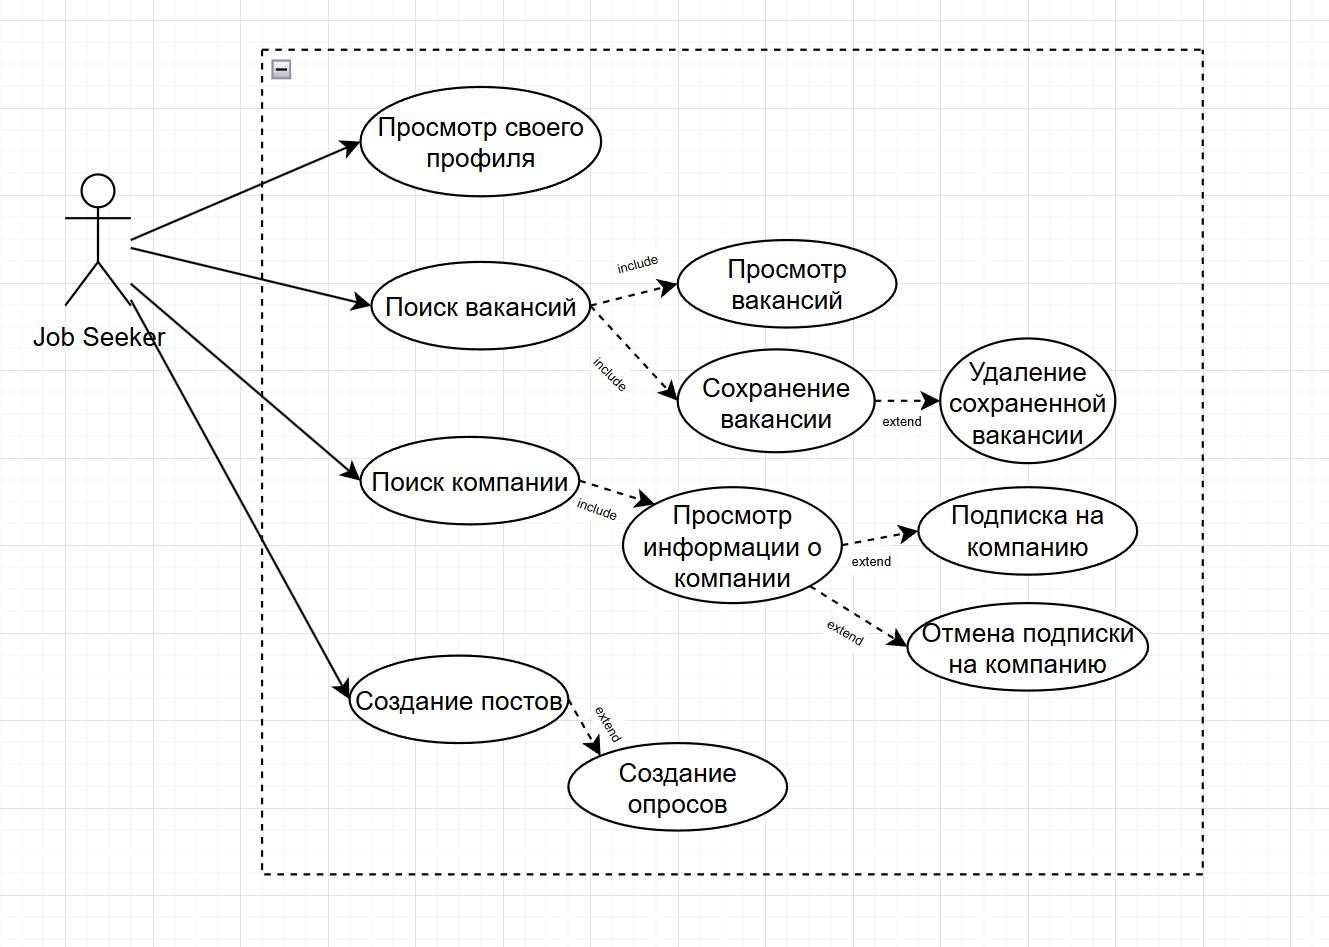 Просмотр своего
профиля
Job Seeker
Поиск вакансий
include
Просмотр
вакансий
include
Сохранение
вакансии
extend
Удаление
сохраненной
вакансии
Поиск компании
include
Просмотр
информации о
компании
extend
Подписка на
компанию
extend
Отмена подписки
на компанию
Создание постов
extend
Создание
опросов